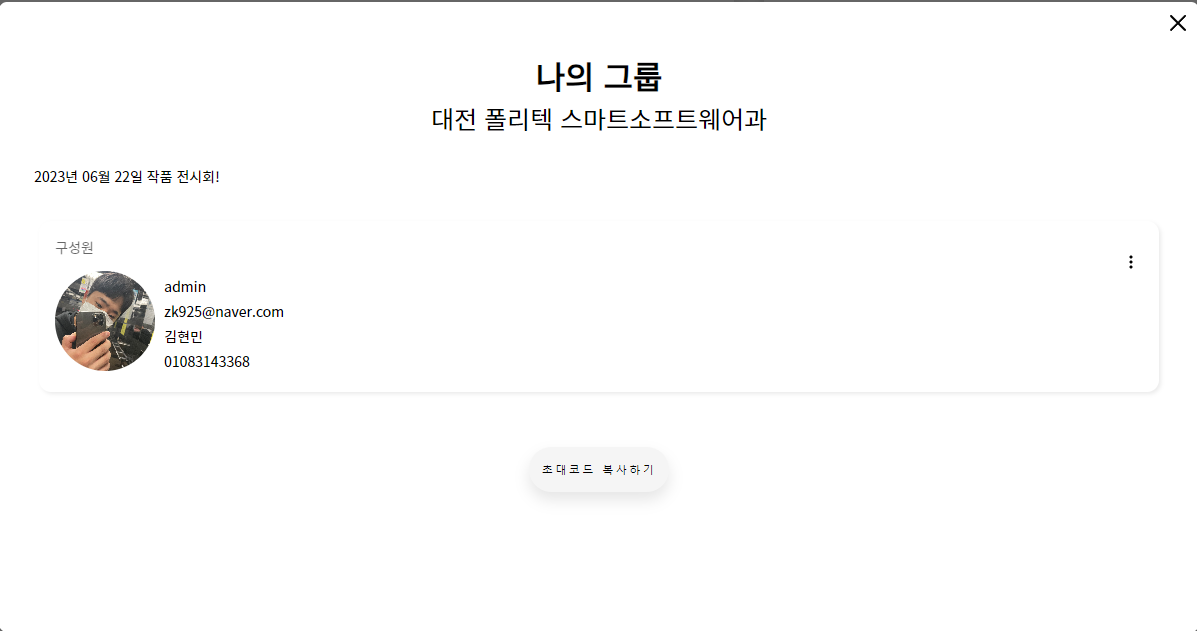 나의 그룹
대전 폴리텍 스마트소프트웨어과
2023년 06월 22일 작품 전시회!
구성원
admin
zk925@naver.com
김현민
01083143368
초대코드 복사하기